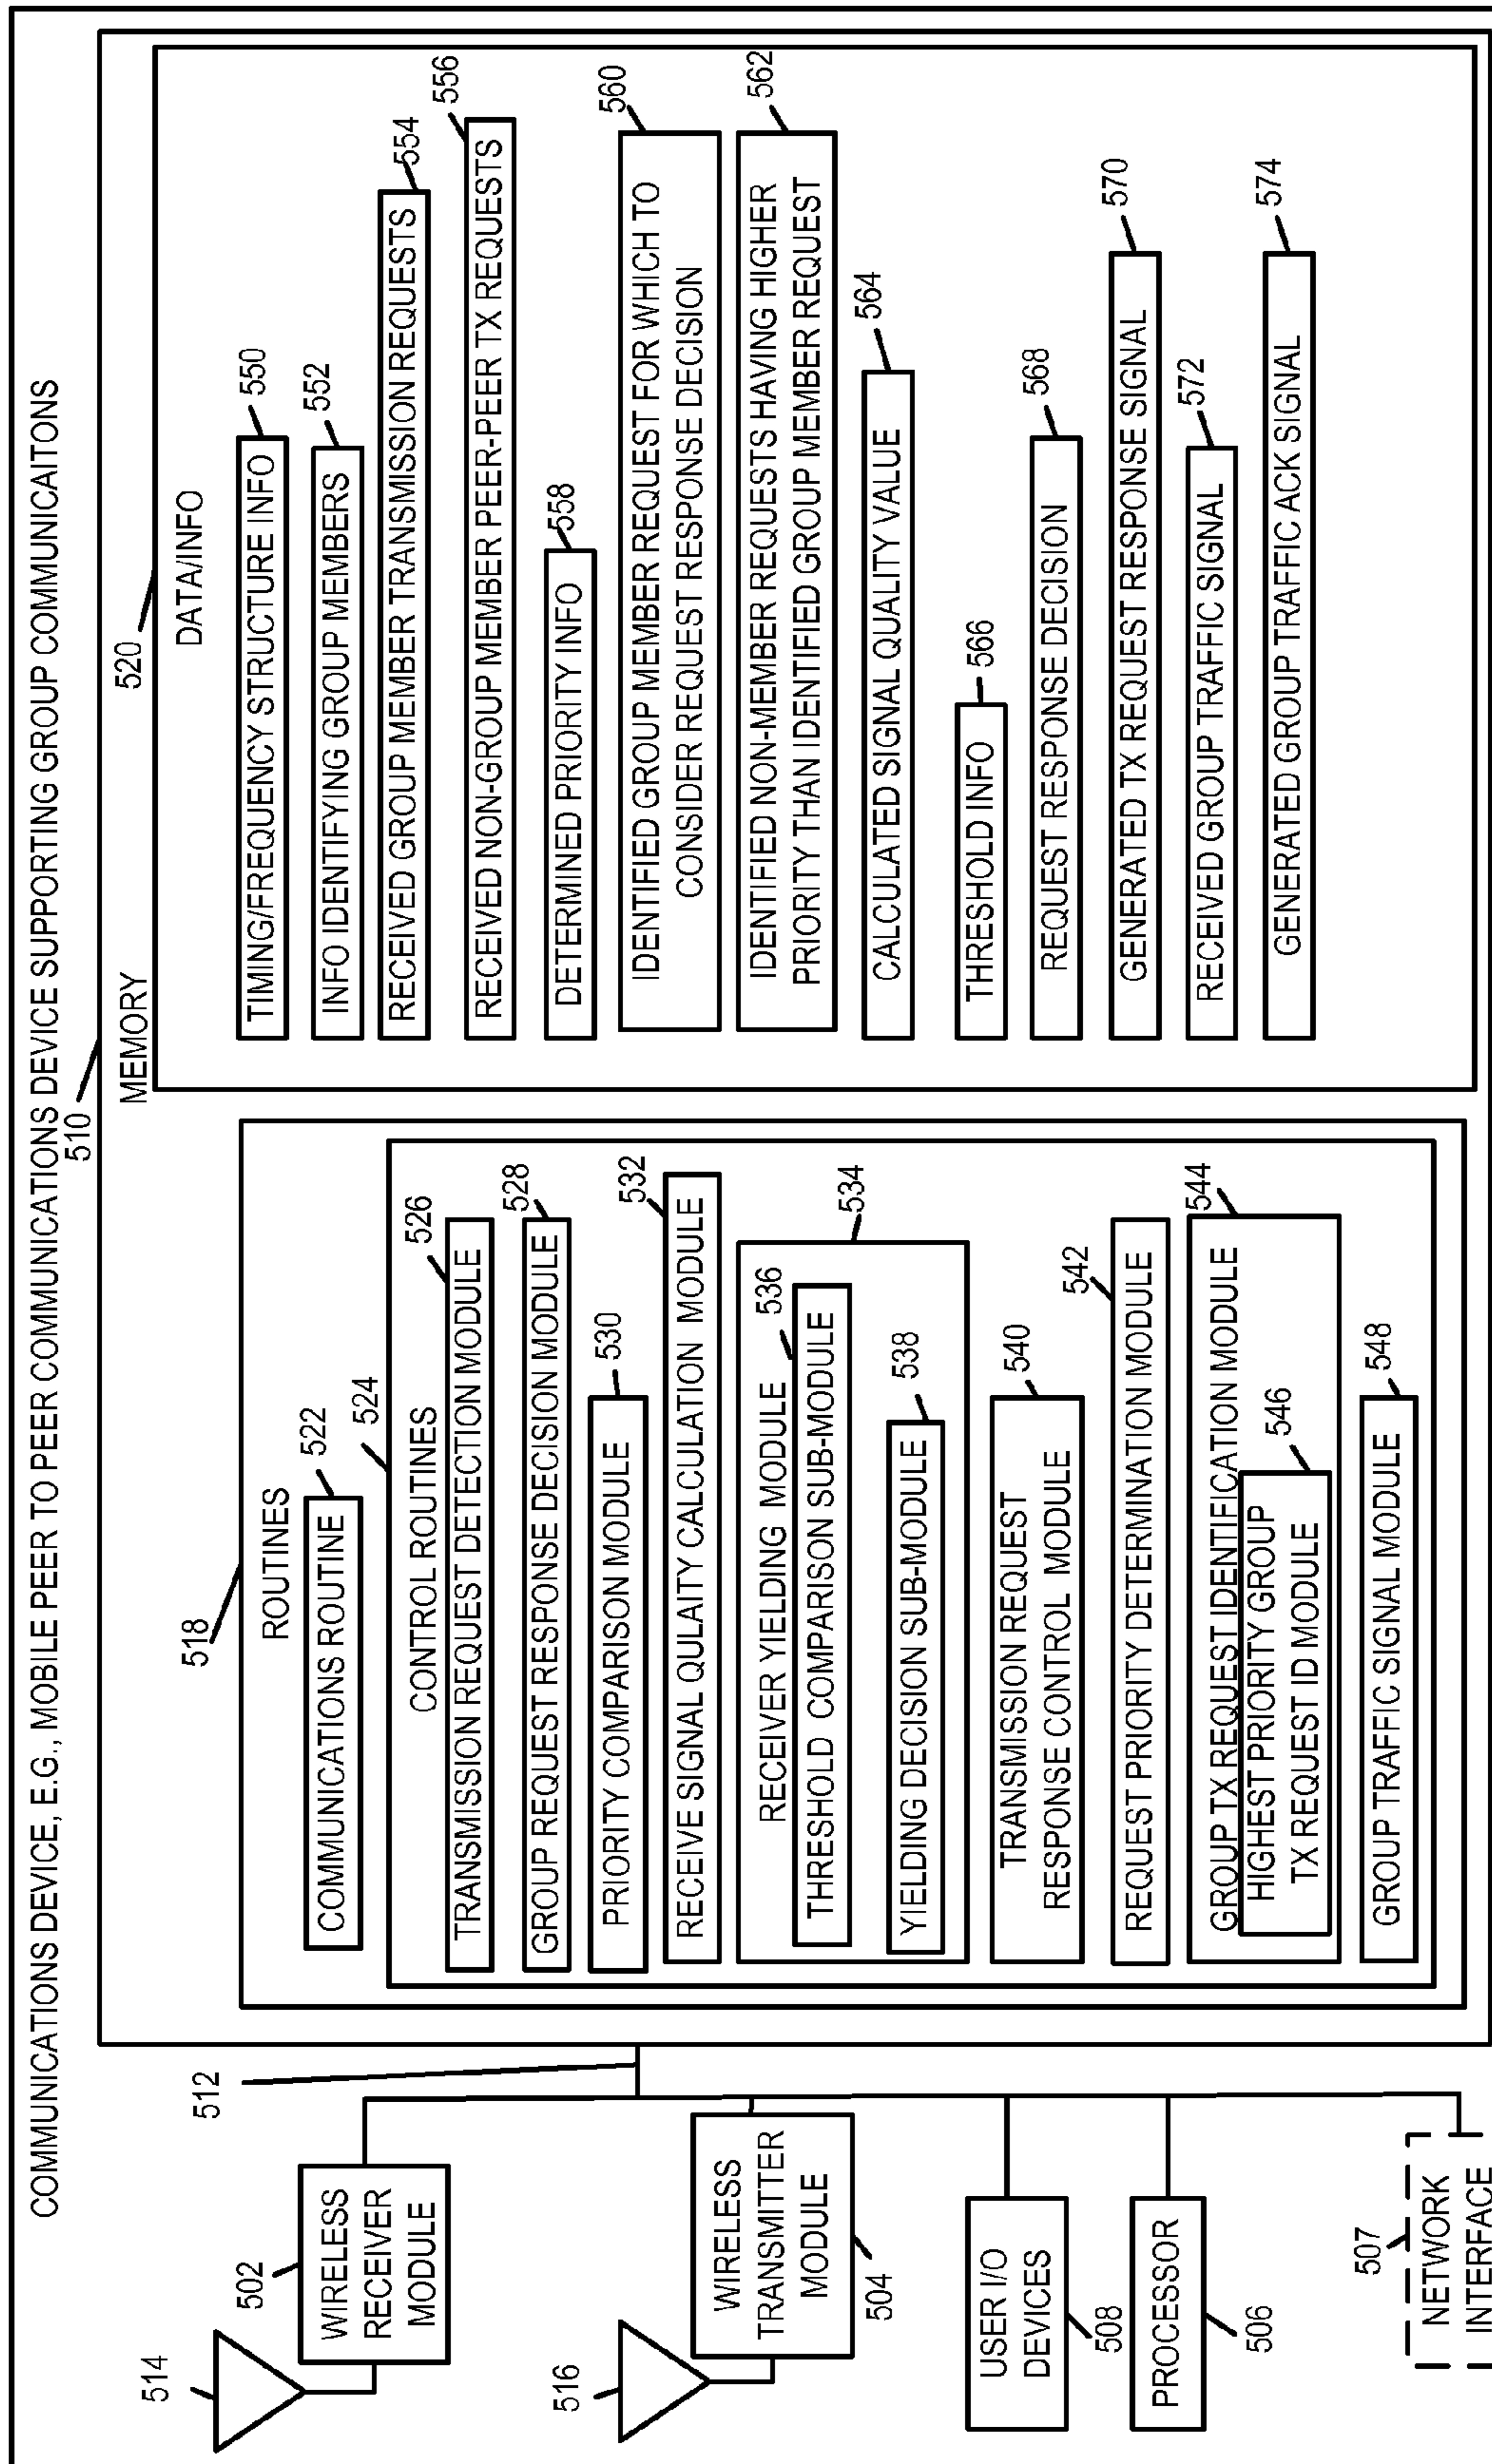 COMMUNICATIONS DEVICE, E.G., MOBILE PEER TO PEER COMMUNICATIONS DEVICE SUPPORTING GROUP COMMUNICAITONS
514
502
WIRELESS
RECEIVER
MODULE
516
WIRELESS
TRANSMITTER
MODULE
504
USER I/O
DEVICES
508
PROCESSOR
506
507
NETWORK
INTERFACE
512
510
MEMORY
518
ROUTINES
COMMUNICATIONS ROUTINE
522
524
CONTROL ROUTINES
526
TRANSMISSION REQUEST DETECTION MODULE
528
GROUP REQUEST RESPONSE DECISION MODULE
PRIORITY COMPARISON MODULE
530
532
RECEIVE SIGNAL QULAITY CALCULATION MODULE
RECEIVER YIELDING MODULE
534
536
THRESHOLD COMPARISON SUB-MODULE
538
YIELDING DECISION SUB-MODULE
TRANSMISSION REQUEST
RESPONSE CONTROL MODULE
540
542
REQUEST PRIORITY DETERMINATION MODULE
544
GROUP TX REQUEST IDENTIFICATION MODULE
HIGHEST PRIORITY GROUP
TX REQUEST ID MODULE
546
GROUP TRAFFIC SIGNAL MODULE
548
520
DATA/INFO
TIMING/FREQUENCY STRUCTURE INFO
550
INFO IDENTIFYING GROUP MEMBERS
552
RECEIVED GROUP MEMBER TRANSMISSION REQUESTS
554
RECEIVED NON-GROUP MEMBER PEER-PEER TX REQUESTS
556
DETERMINED PRIORITY INFO
558
IDENTIFIED GROUP MEMBER REQUEST FOR WHICH TO
CONSIDER REQUEST RESPONSE DECISION
560
IDENTIFIED NON-MEMBER REQUESTS HAVING HIGHER
PRIORITY THAN IDENTIFIED GROUP MEMBER REQUEST
562
CALCULATED SIGNAL QUALITY VALUE
564
THRESHOLD INFO
566
REQUEST RESPONSE DECISION
568
GENERATED TX REQUEST RESPONSE SIGNAL
570
RECEIVED GROUP TRAFFIC SIGNAL
572
GENERATED GROUP TRAFFIC ACK SIGNAL
574